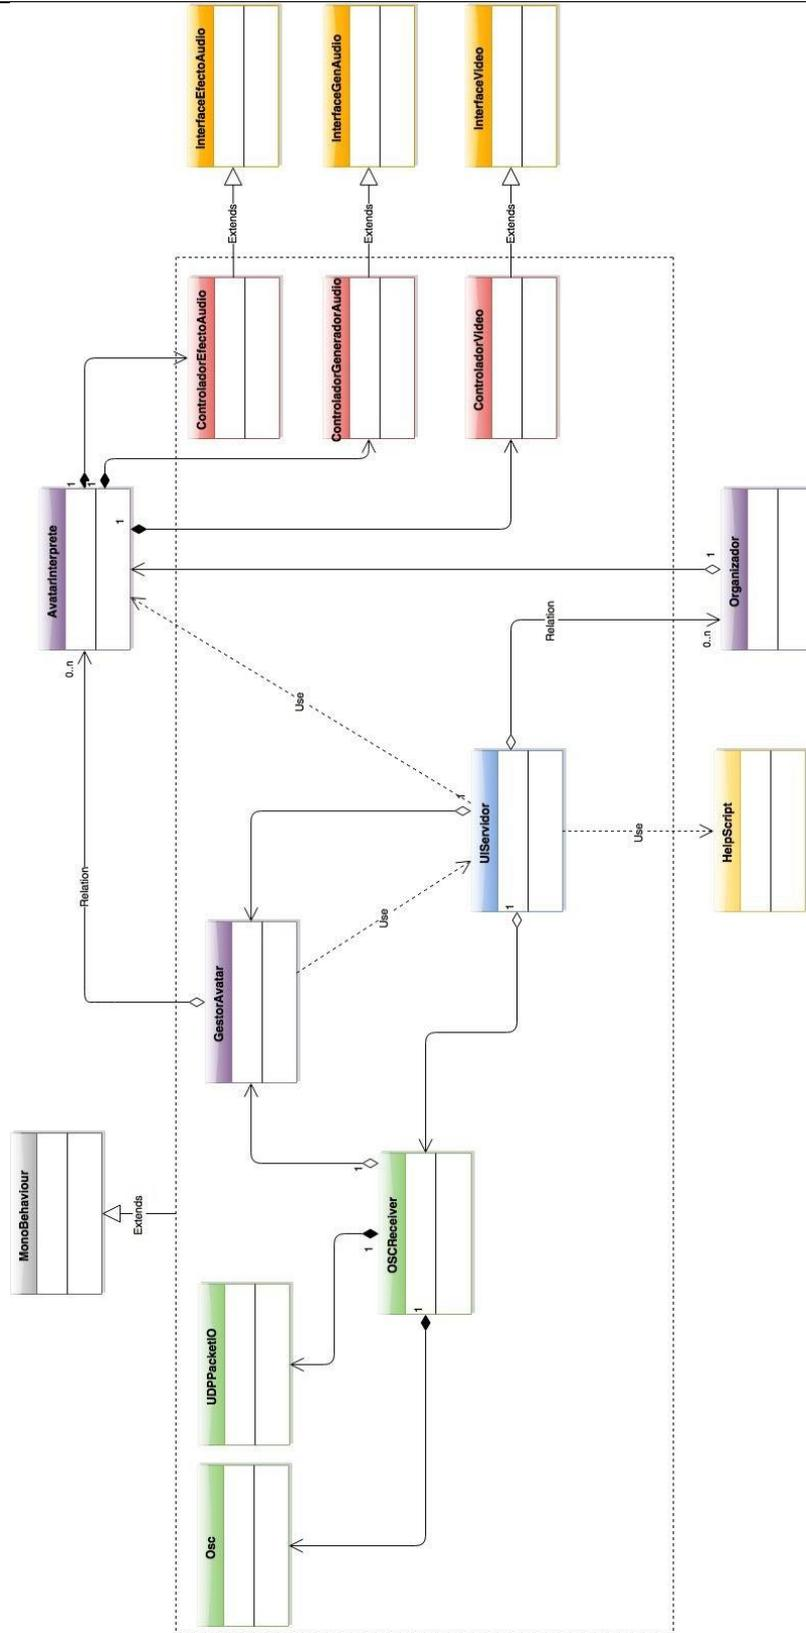 MonoBehaviour
Extends
Relation
0..n
AvatarInterprete
1
1
1
Osc
UDPPacketIO
GestorAvatar
ControladorEfectoAudio
Extends
InterfaceEfectoAudio
1
OSCReceiver
1
1
Use
Use
ControladorGeneradorAudio
Extends
InterfaceGenAudio
1
UIServidor
1
ControladorVideo
Extends
InterfaceVideo
Relation
Use
0..n
1
HelpScript
Organizador